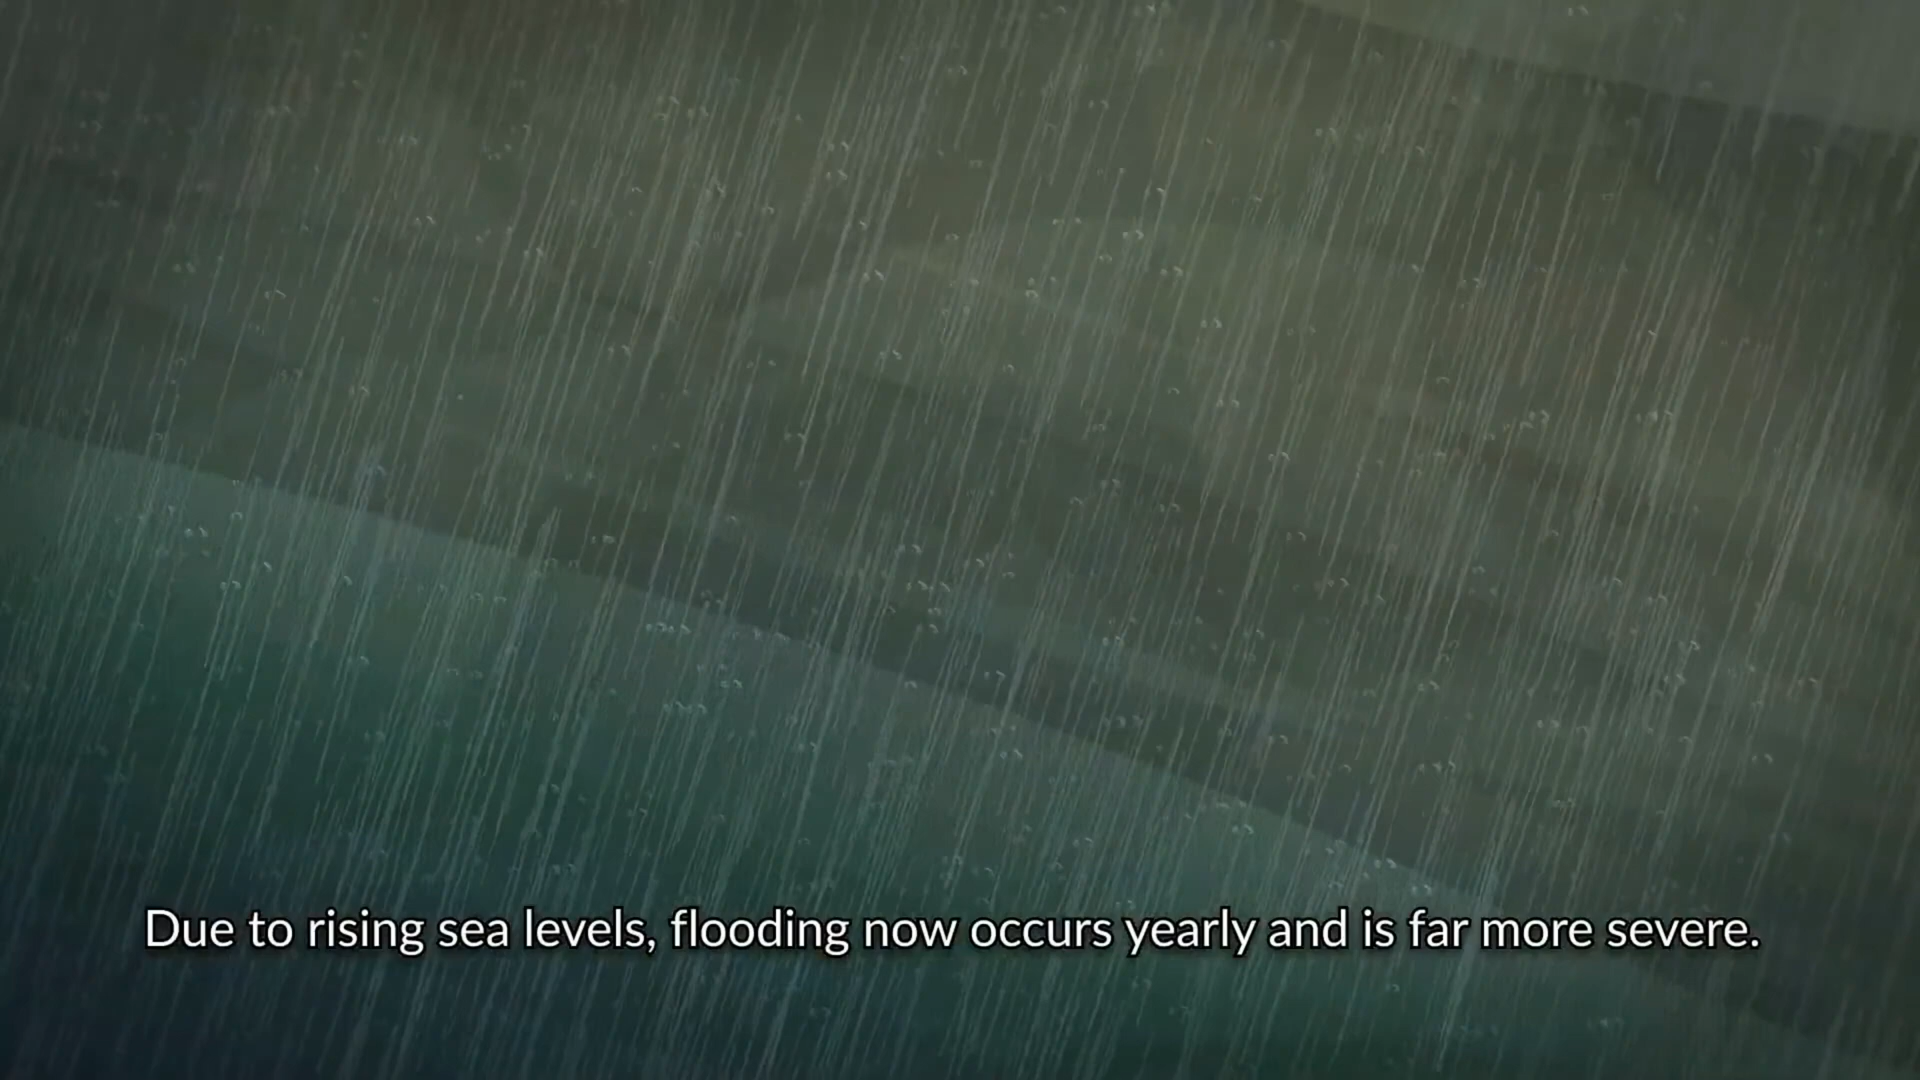 Due to rising sea levels, flooding now occurs yearly and is far more severe.